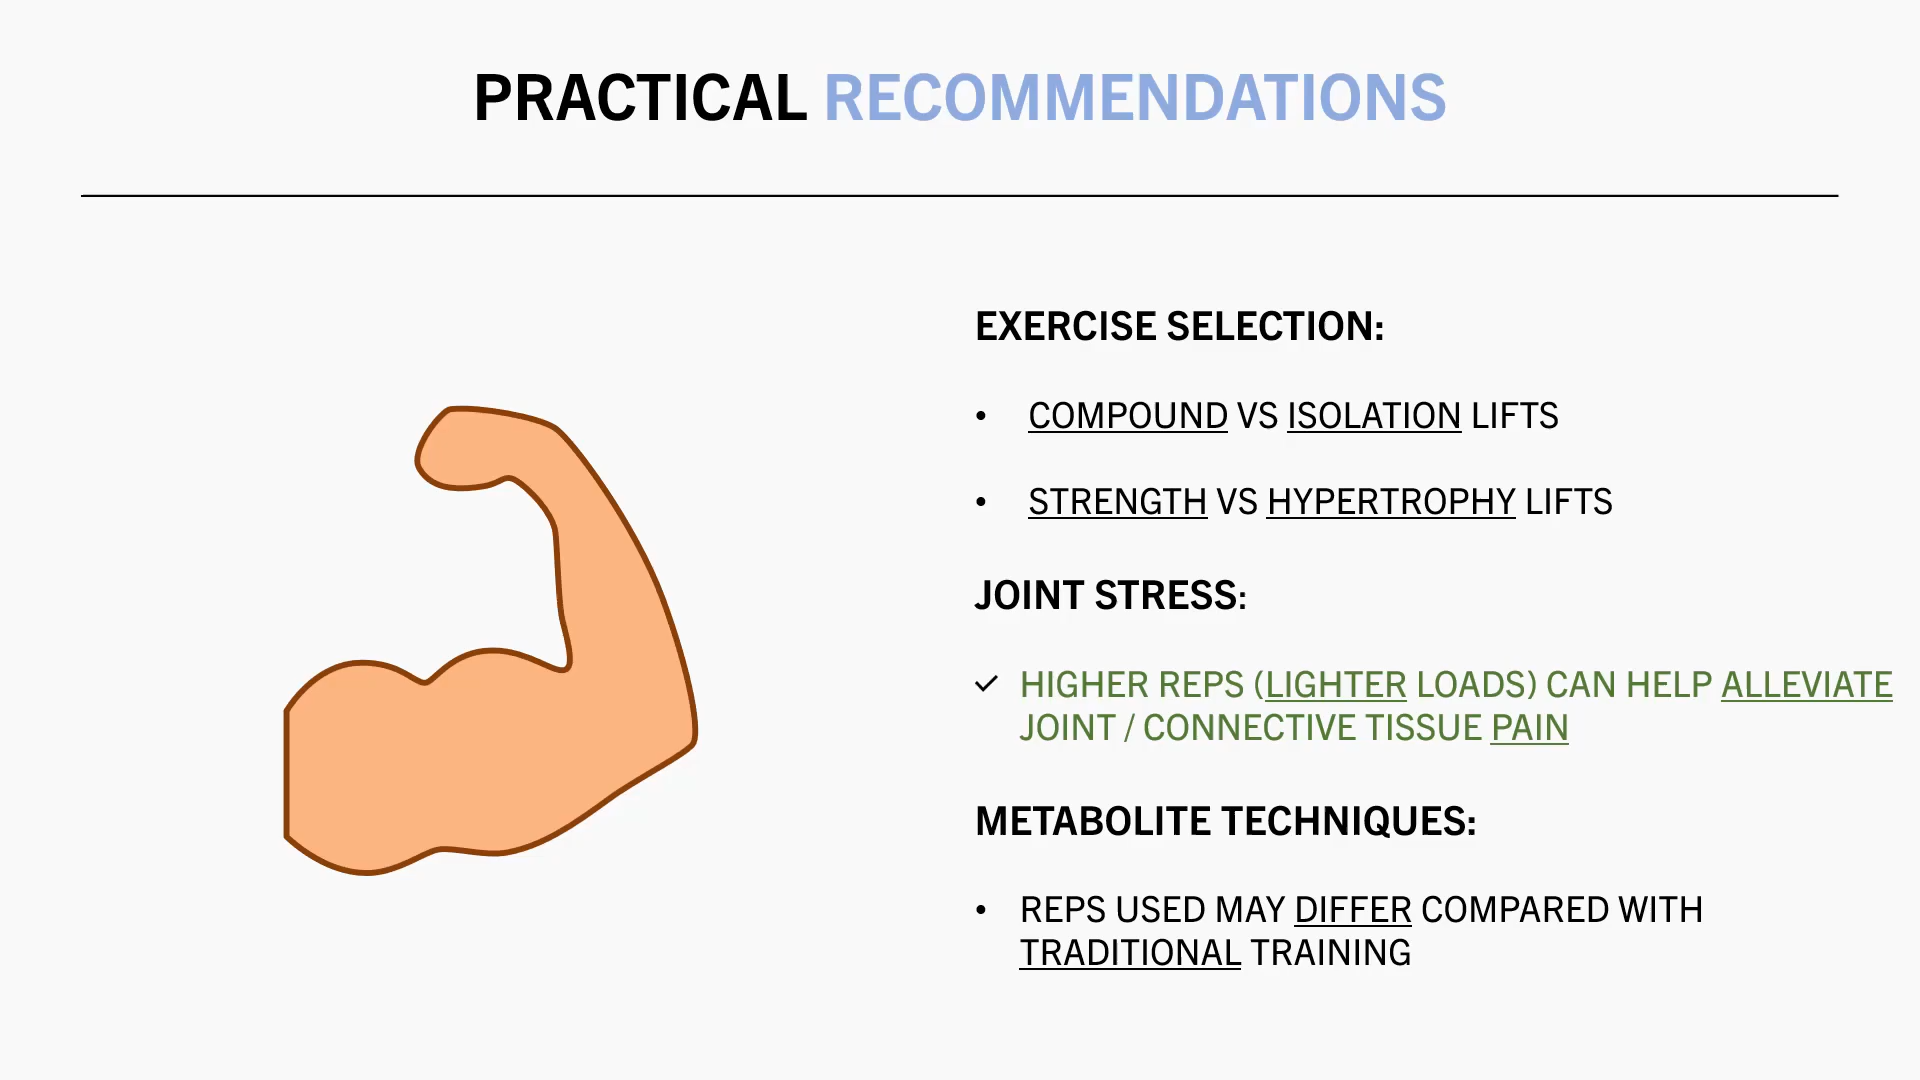 PRACTICAL RECOMMENDATIONS
EXERCISE SELECTION:
• COMPOUND VS ISOLATION LIFTS
• STRENGTH VS HYPERTROPHY LIFTS
JOINT STRESS:
✓ HIGHER REPS (LIGHTER LOADS) CAN HELP ALLEVIATE
JOINT / CONNECTIVE TISSUE PAIN
METABOLITE TECHNIQUES:
• REPS USED MAY DIFFER COMPARED WITH
TRADITIONAL TRAINING